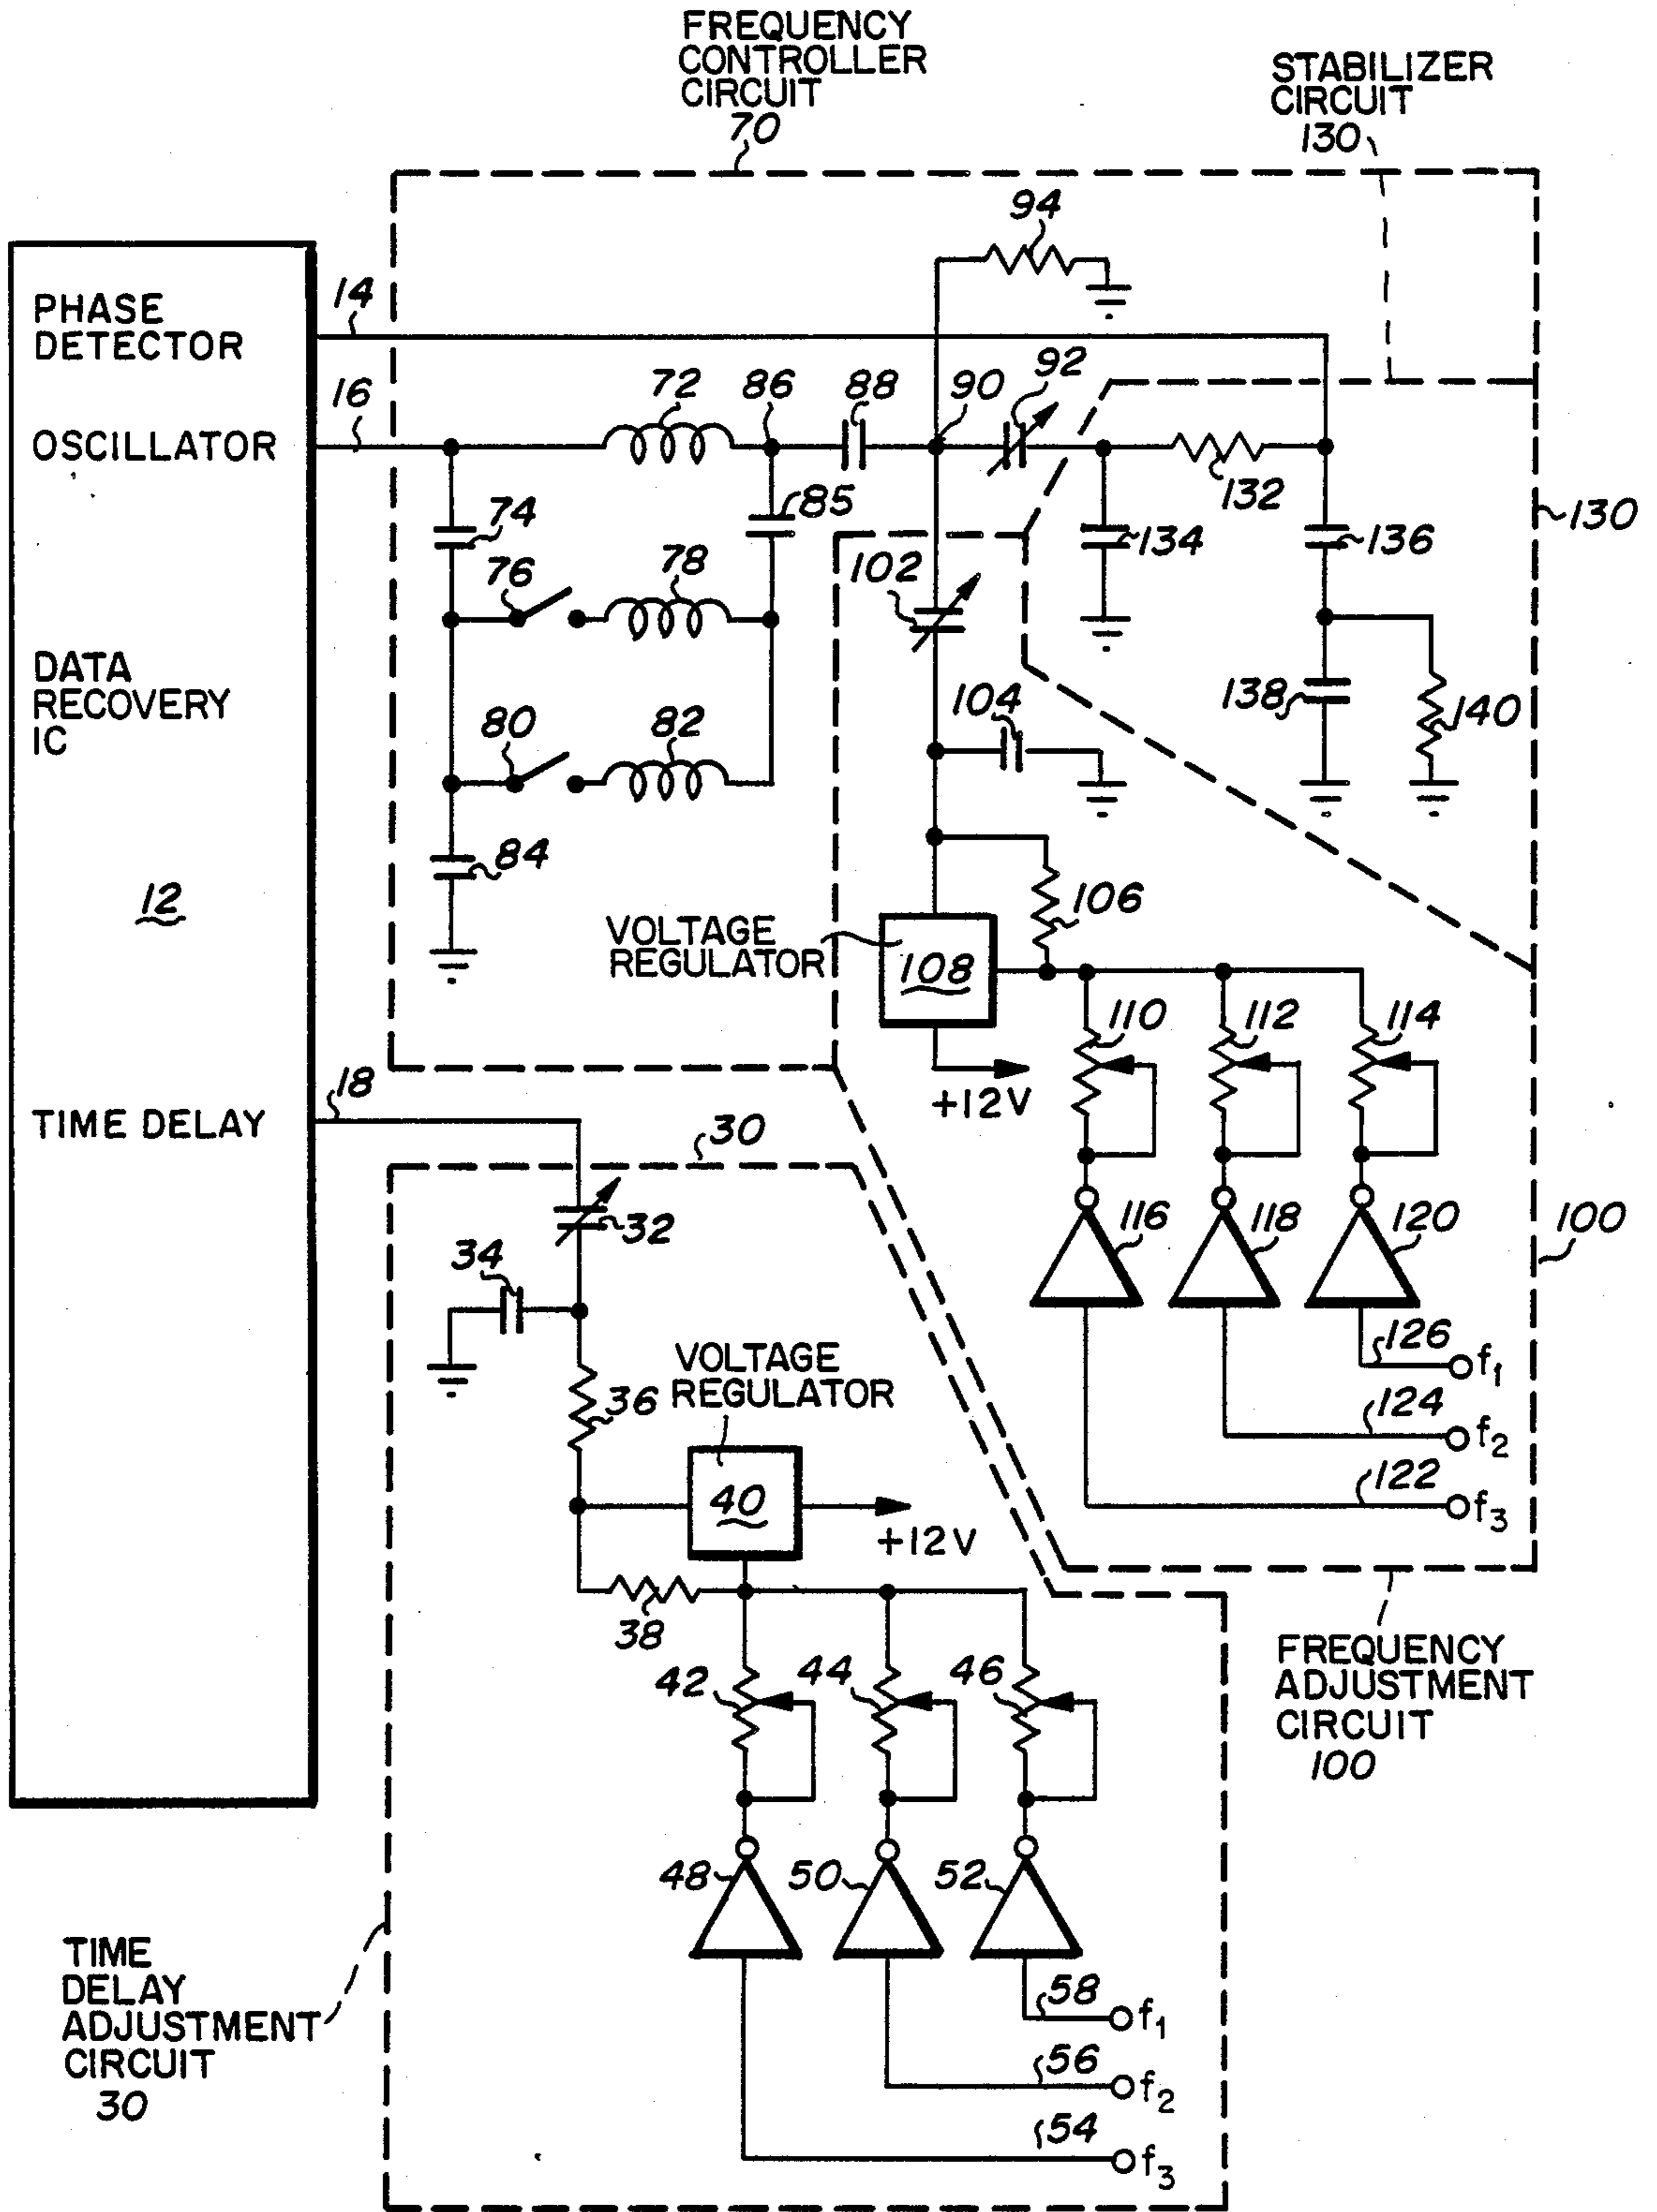 FREQUENCY
CONTROLLER
CIRCUIT
70
STABILIZER
CIRCUIT
130
94
PHASE
DETECTOR
14
16
72
86
88
90
92
OSCILLATOR
132
130
74
85
134
136
76
78
102
DATA
RECOVERY
IC
138
140
80
82
104
84
12
106
VOLTAGE
REGULATOR
108
110
112
114
+12V
18
TIME DELAY
30
32
116
118
120
100
34
126
f1
VOLTAGE
REGULATOR
36
124
f2
122
f3
40
+12V
38
FREQUENCY
ADJUSTMENT
CIRCUIT
100
42
44
46
48
50
52
TIME
DELAY
ADJUSTMENT
CIRCUIT
30
58
f1
56
f2
54
f3